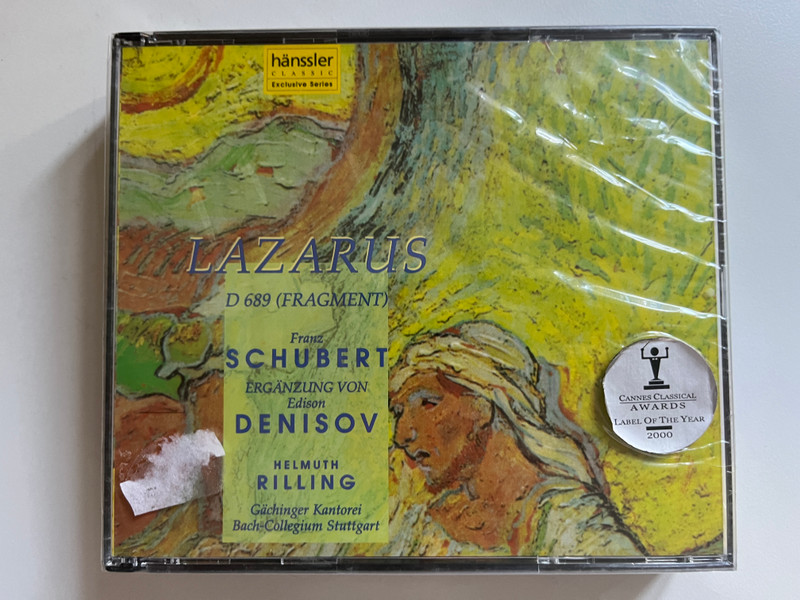 hänssler
CLASSIC
Exclusive Series
LAZARUS
D 689 (FRAGMENT)
Franz
SCHUBERT
ERGÄNZUNG VON
Edison
DENISOV
HELMUTH
RILLING
Gächinger Kantorei
Bach-Collegium Stuttgart
CANNES CLASSICAL
AWARDS
LABEL OF THE YEAR
2000